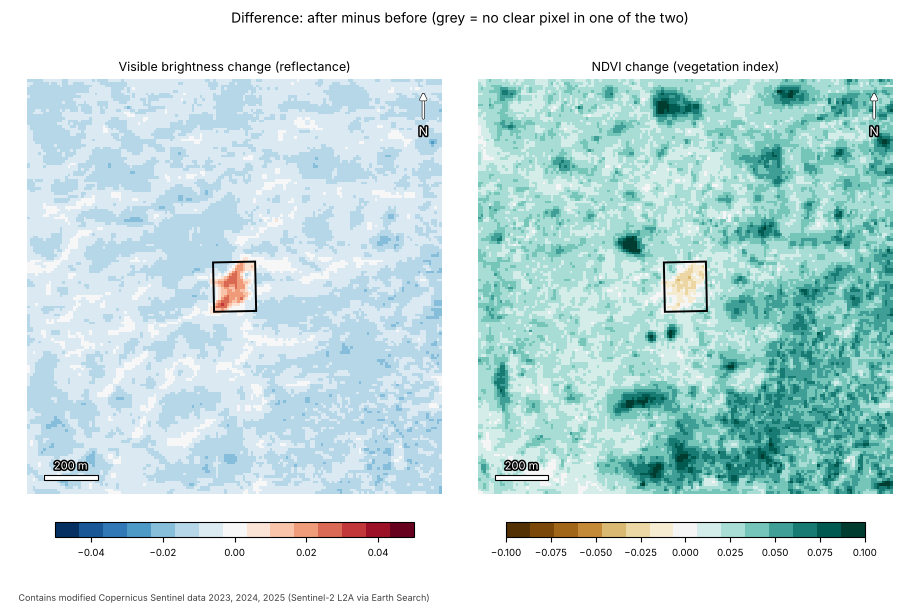 Difference: after minus before (grey = no clear pixel in one of the two)
Visible brightness change (reflectance)
NDVI change (vegetation index)
N
N
200 m
200 m
−0.04 −0.02 0.00 0.02 0.04
−0.100 −0.075 −0.050 −0.025 0.000 0.025 0.050 0.075 0.100
Contains modified Copernicus Sentinel data 2023, 2024, 2025 (Sentinel-2 L2A via Earth Search)